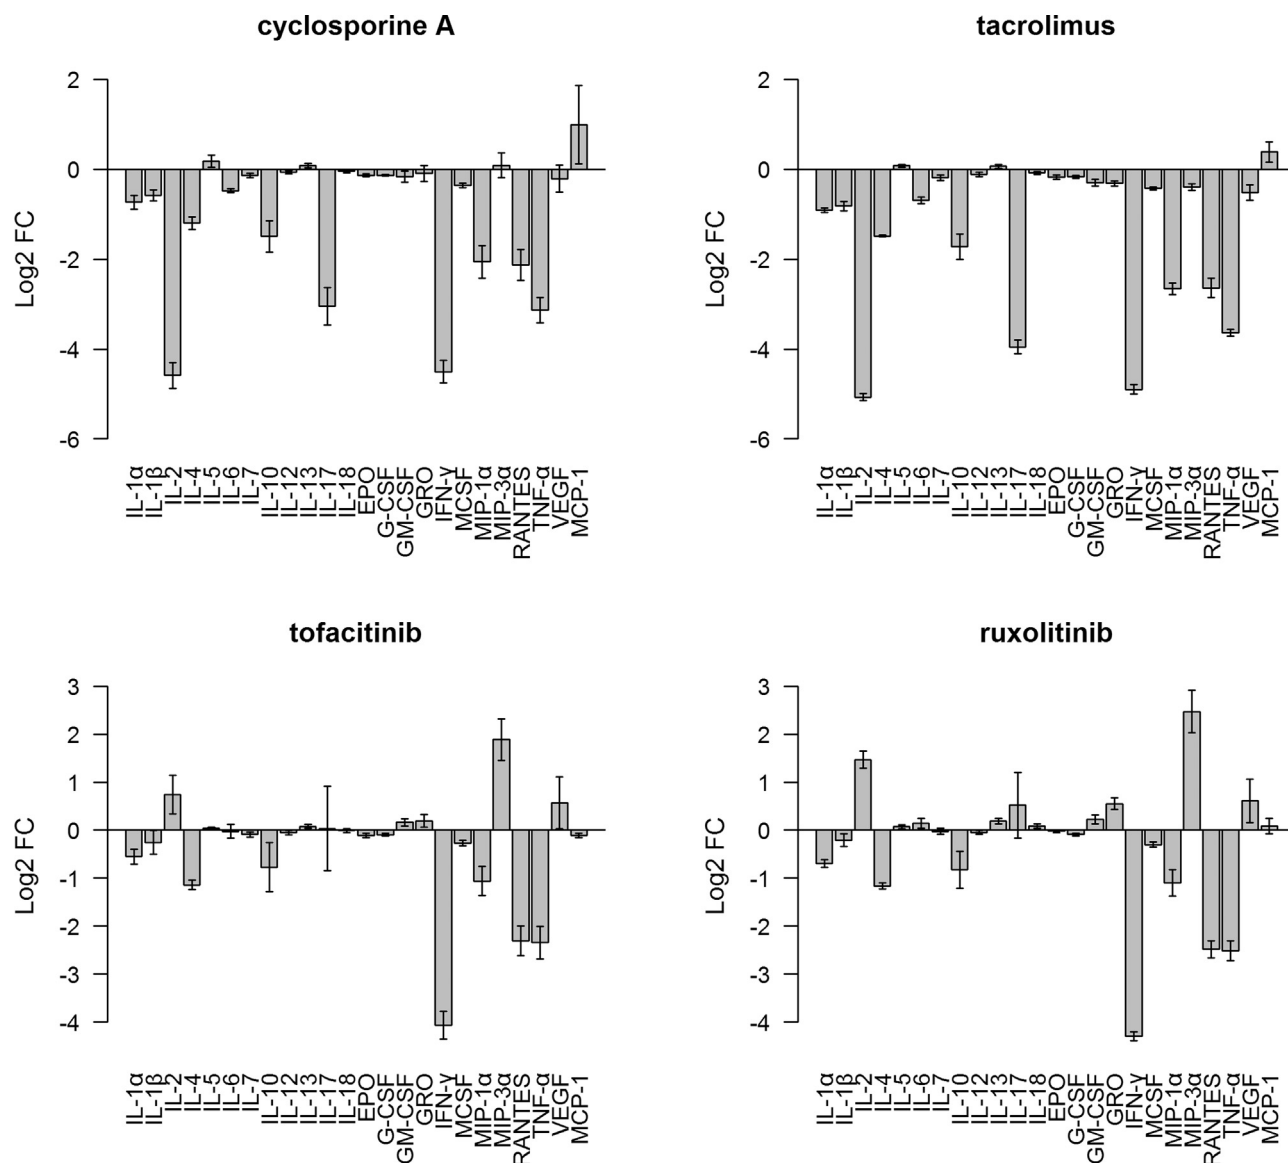 cyclosporine A
2
0
-2
-4
-6
Log2 FC
IL-1α
IL-1β
IL-2
IL-4
IL-5
IL-6
IL-7
IL-10
IL-12
IL-13
IL-17
IL-18
EPO
G-CSF
GM-CSF
GRO
IFN-γ
MCSF
MIP-1α
MIP-3α
RANTES
TNF-α
VEGF
MCP-1
tacrolimus
2
0
-2
-4
-6
Log2 FC
IL-1α
IL-1β
IL-2
IL-4
IL-5
IL-6
IL-7
IL-10
IL-12
IL-13
IL-17
IL-18
EPO
G-CSF
GM-CSF
GRO
IFN-γ
MCSF
MIP-1α
MIP-3α
RANTES
TNF-α
VEGF
MCP-1
tofacitinib
3
2
1
0
-1
-2
-3
-4
Log2 FC
IL-1α
IL-1β
IL-2
IL-4
IL-5
IL-6
IL-7
IL-10
IL-12
IL-13
IL-17
IL-18
EPO
G-CSF
GM-CSF
GRO
IFN-γ
MCSF
MIP-1α
MIP-3α
RANTES
TNF-α
VEGF
MCP-1
ruxolitinib
3
2
1
0
-1
-2
-3
-4
Log2 FC
IL-1α
IL-1β
IL-2
IL-4
IL-5
IL-6
IL-7
IL-10
IL-12
IL-13
IL-17
IL-18
EPO
G-CSF
GM-CSF
GRO
IFN-γ
MCSF
MIP-1α
MIP-3α
RANTES
TNF-α
VEGF
MCP-1